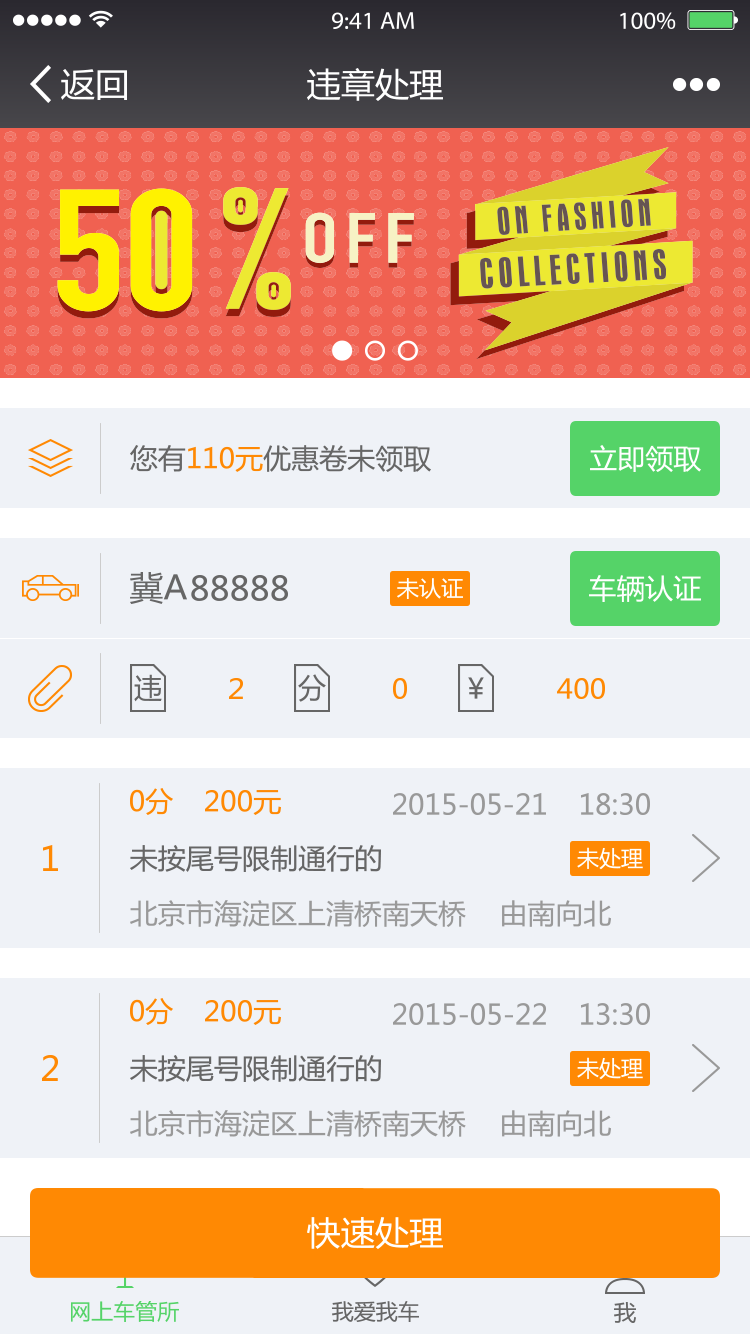 9:41 AM 100%
返回 违章处理
50% OFF
ON FASHION
COLLECTIONS
您有110元优惠卷未领取 立即领取
冀A88888 未认证 车辆认证
违 2 分 0 ¥ 400
0分 200元 2015-05-21 18:30
1 未按尾号限制通行的 未处理
北京市海淀区上清桥南天桥 由南向北
0分 200元 2015-05-22 13:30
2 未按尾号限制通行的 未处理
北京市海淀区上清桥南天桥 由南向北
快速处理
网上车管所 我爱我车 我